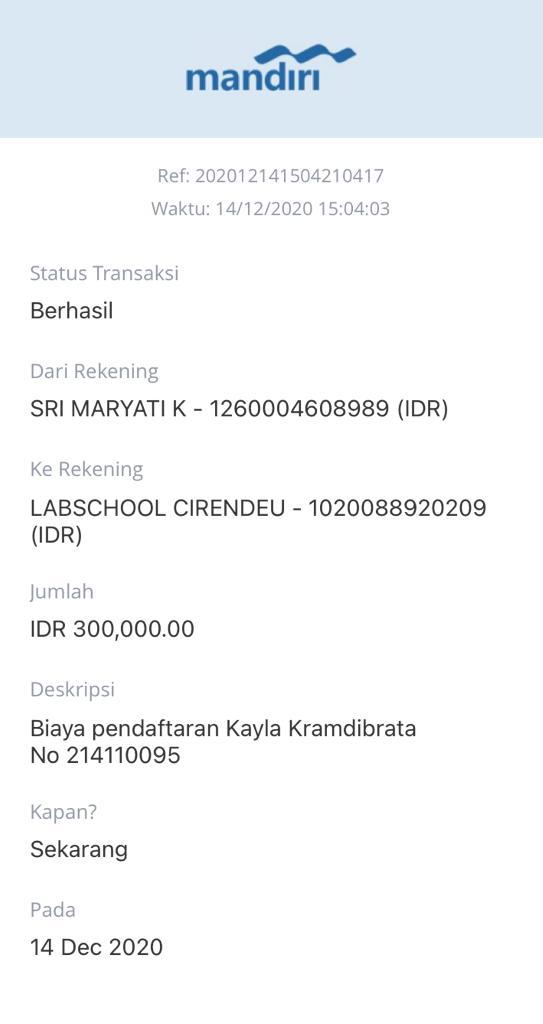 mandiri
Ref: 202012141504210417
Waktu: 14/12/2020 15:04:03
Status Transaksi
Berhasil
Dari Rekening
SRI MARYATI K - 1260004608989 (IDR)
Ke Rekening
LABSCHOOL CIRENDEU - 1020088920209
(IDR)
Jumlah
IDR 300,000.00
Deskripsi
Biaya pendaftaran Kayla Kramdibrata
No 214110095
Kapan?
Sekarang
Pada
14 Dec 2020